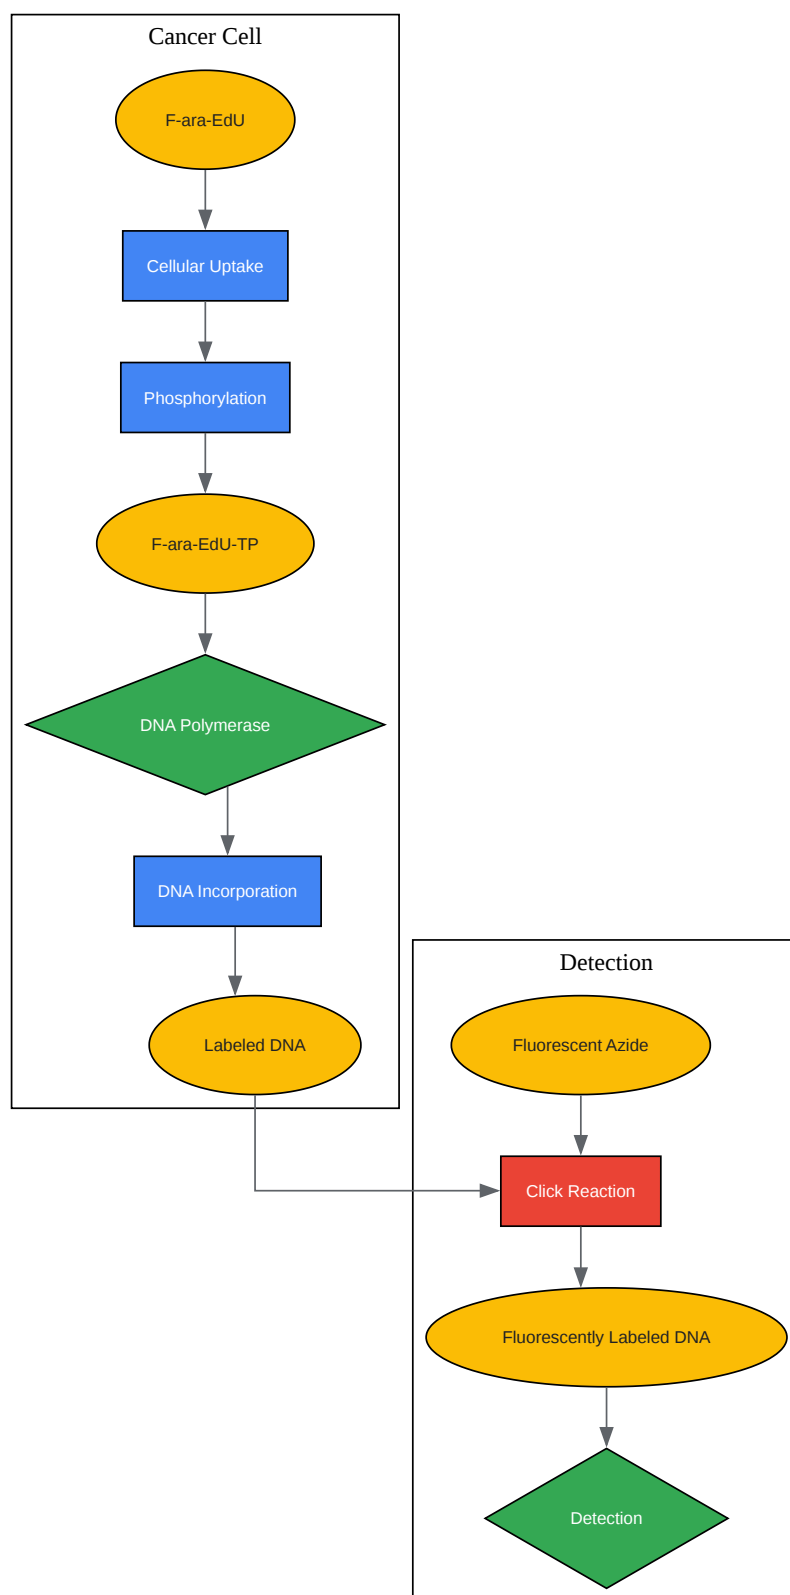 Cancer Cell
F-ara-EdU
Cellular Uptake
Phosphorylation
F-ara-EdU-TP
DNA Polymerase
DNA Incorporation
Labeled DNA
Detection
Fluorescent Azide
Click Reaction
Fluorescently Labeled DNA
Detection